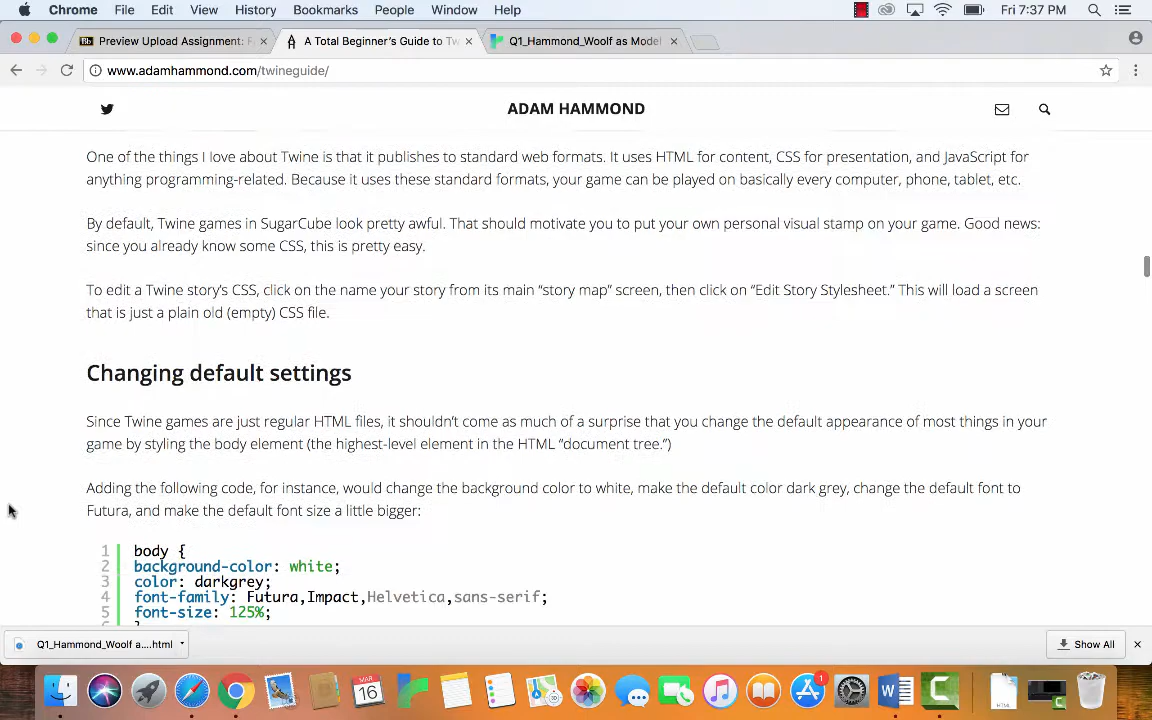 Chrome File Edit View History Bookmarks People Window Help Fri 7:37 PM
Bb Preview Upload Assignment: F
A Total Beginner's Guide to Tw
Q1_Hammond_Woolf as Model
www.adamhammond.com/twineguide/
ADAM HAMMOND
One of the things I love about Twine is that it publishes to standard web formats. It uses HTML for content, CSS for presentation, and JavaScript for
anything programming-related. Because it uses these standard formats, your game can be played on basically every computer, phone, tablet, etc.
By default, Twine games in SugarCube look pretty awful. That should motivate you to put your own personal visual stamp on your game. Good news:
since you already know some CSS, this is pretty easy.
To edit a Twine story's CSS, click on the name your story from its main “story map” screen, then click on “Edit Story Stylesheet.” This will load a screen
that is just a plain old (empty) CSS file.
Changing default settings
Since Twine games are just regular HTML files, it shouldn't come as much of a surprise that you change the default appearance of most things in your
game by styling the body element (the highest-level element in the HTML “document tree.”)
Adding the following code, for instance, would change the background color to white, make the default color dark grey, change the default font to
Futura, and make the default font size a little bigger:
1 body {
2 background-color: white;
3 color: darkgrey;
4 font-family: Futura,Impact,Helvetica,sans-serif;
5 font-size: 125%;
Q1_Hammond_Woolf a....html
Show All
MAR
16
1
W
C
HTML